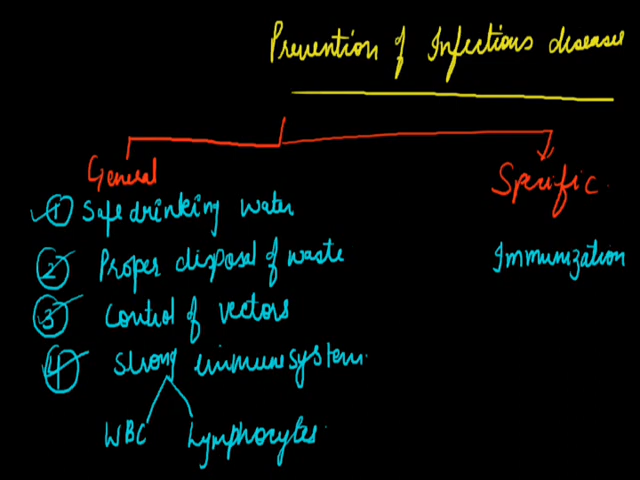 Prevention of Infectious diseases
General
Specific
① Safe drinking water
② Proper disposal of waste
Immunization
③ Control of vectors
④ Strong immune system
WBC Lymphocytes